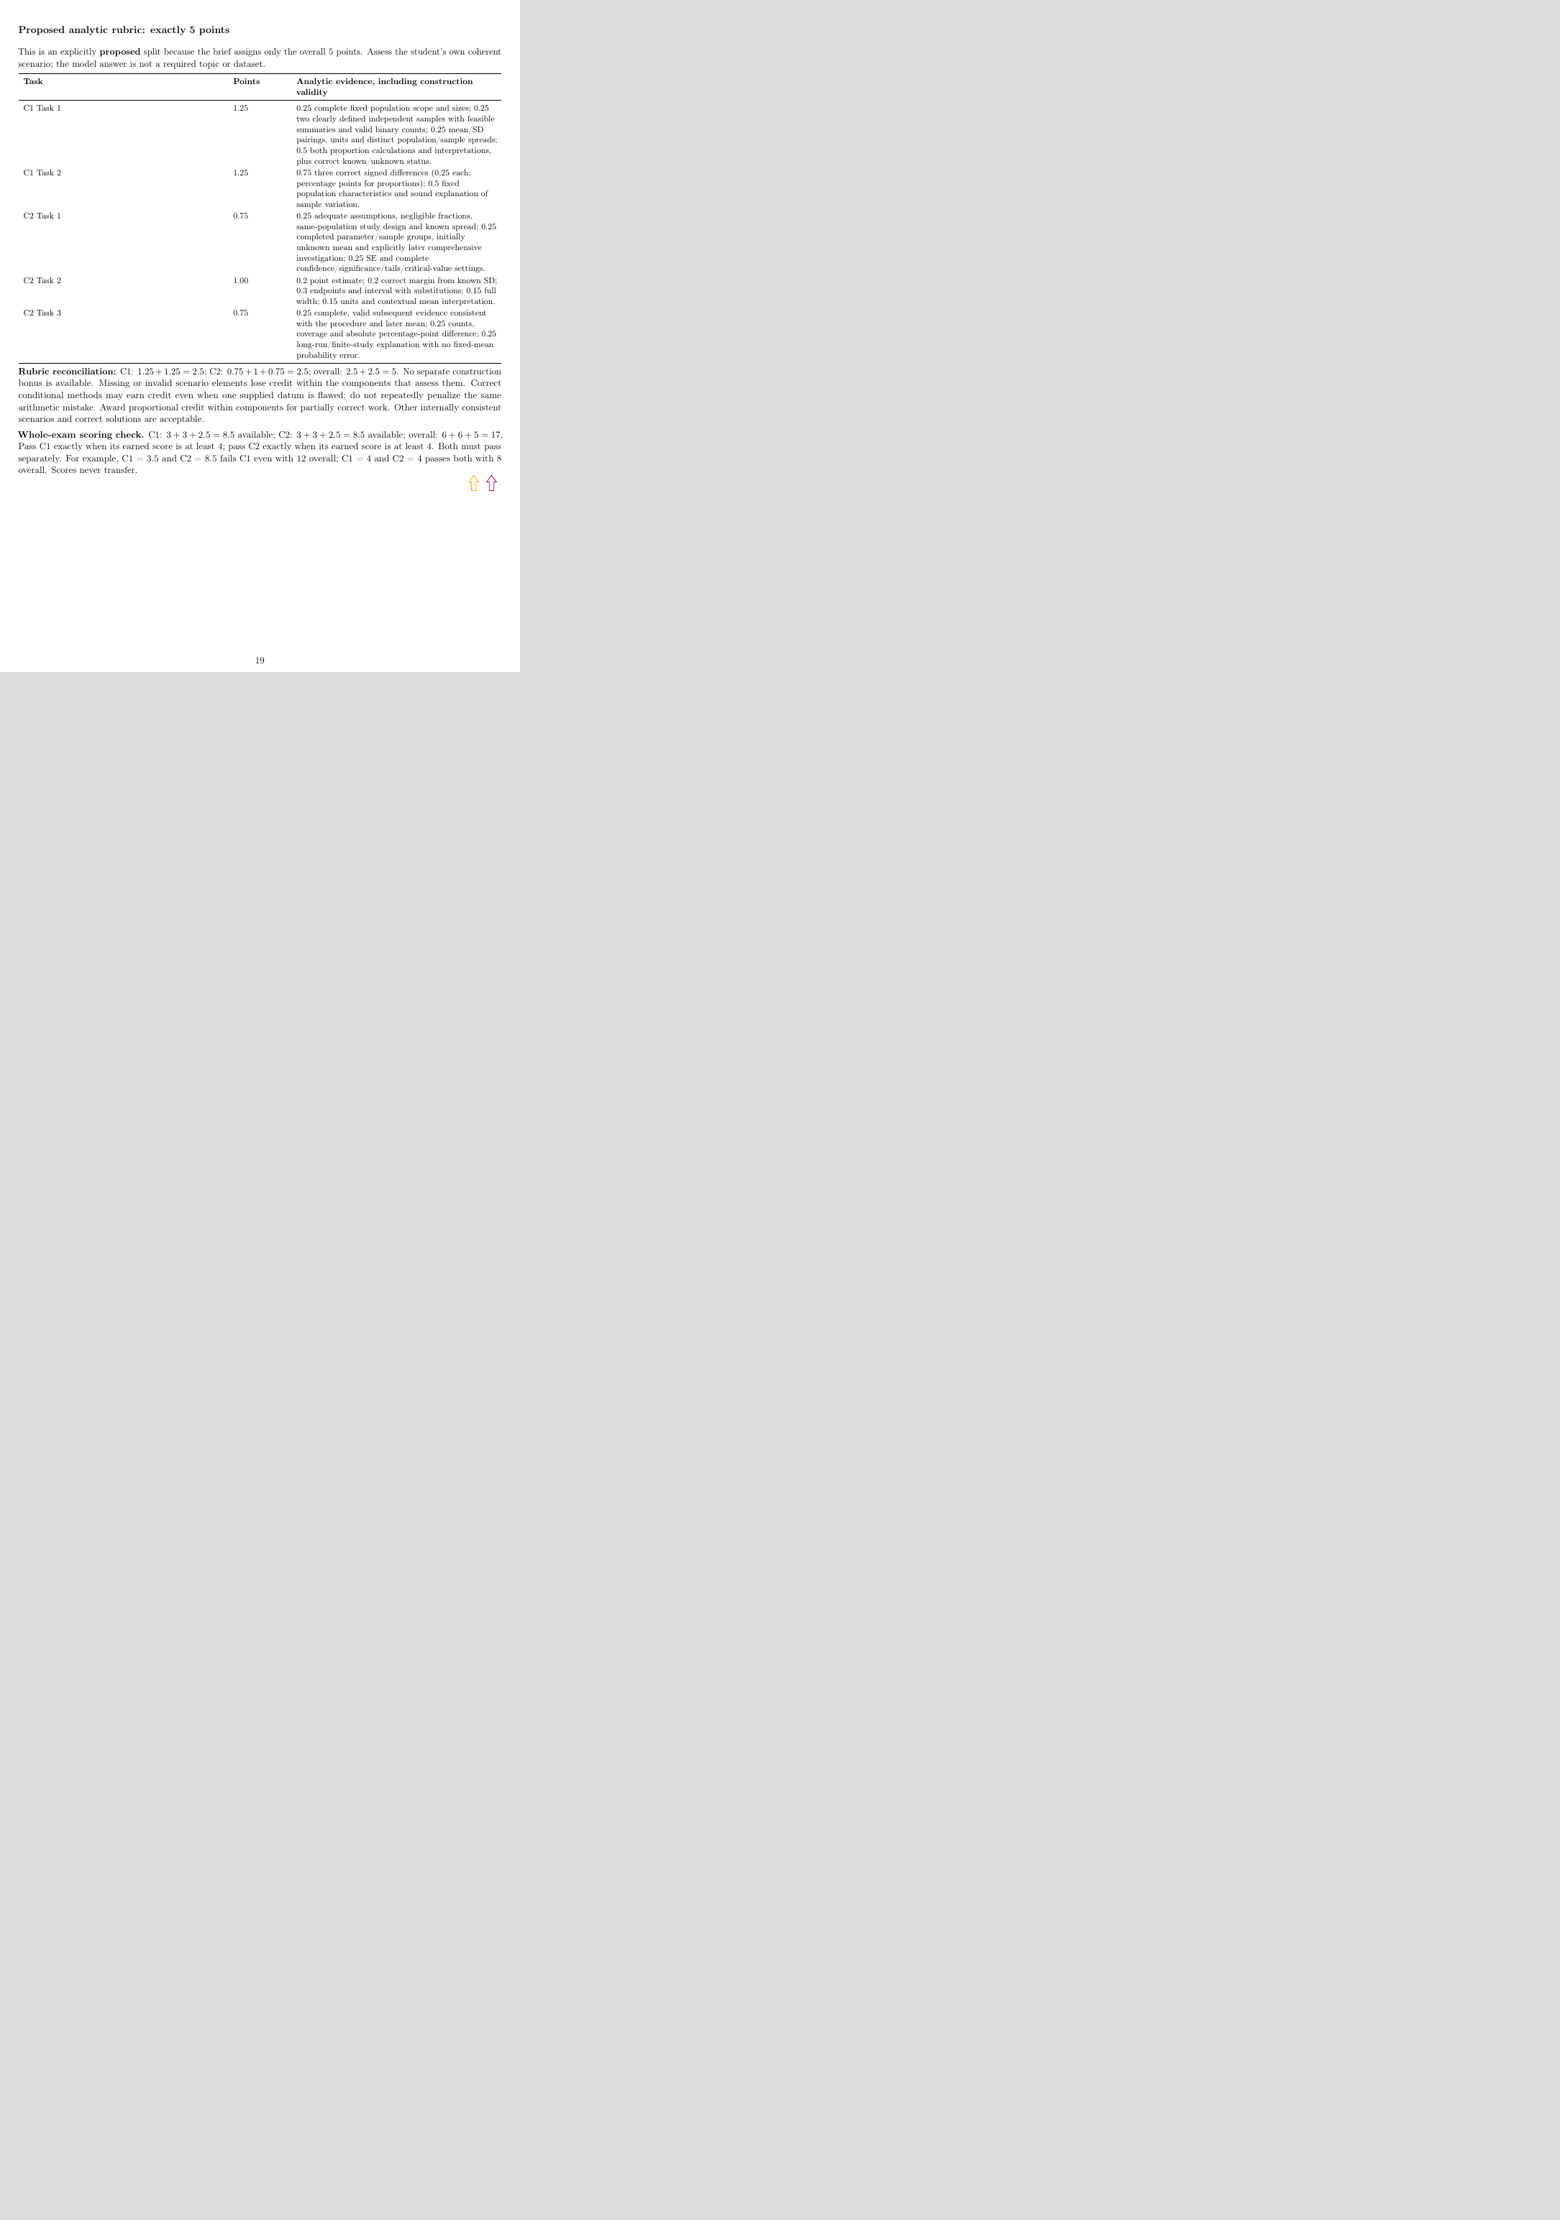 Proposed analytic rubric: exactly 5 points
This is an explicitly proposed split because the brief assigns only the overall 5 points. Assess the student's own coherent
scenario; the model answer is not a required topic or dataset.
Task Points Analytic evidence, including construction
validity
C1 Task 1 1.25 0.25 complete fixed population scope and sizes; 0.25
two clearly defined independent samples with feasible
summaries and valid binary counts; 0.25 mean/SD
pairings, units and distinct population/sample spreads;
0.5 both proportion calculations and interpretations,
plus correct known/unknown status.
C1 Task 2 1.25 0.75 three correct signed differences (0.25 each;
percentage points for proportions); 0.5 fixed
population characteristics and sound explanation of
sample variation.
C2 Task 1 0.75 0.25 adequate assumptions, negligible fractions,
same-population study design and known spread; 0.25
completed parameter/sample groups, initially
unknown mean and explicitly later comprehensive
investigation; 0.25 SE and complete
confidence/significance/tails/critical-value settings.
C2 Task 2 1.00 0.2 point estimate; 0.2 correct margin from known SD;
0.3 endpoints and interval with substitutions; 0.15 full
width; 0.15 units and contextual mean interpretation.
C2 Task 3 0.75 0.25 complete, valid subsequent evidence consistent
with the procedure and later mean; 0.25 counts,
coverage and absolute percentage-point difference; 0.25
long-run/finite-study explanation with no fixed-mean
probability error.
Rubric reconciliation: C1: 1.25 + 1.25 = 2.5; C2: 0.75 + 1 + 0.75 = 2.5; overall: 2.5 + 2.5 = 5. No separate construction
bonus is available. Missing or invalid scenario elements lose credit within the components that assess them. Correct
conditional methods may earn credit even when one supplied datum is flawed; do not repeatedly penalize the same
arithmetic mistake. Award proportional credit within components for partially correct work. Other internally consistent
scenarios and correct solutions are acceptable.
Whole-exam scoring check. C1: 3 + 3 + 2.5 = 8.5 available; C2: 3 + 3 + 2.5 = 8.5 available; overall: 6 + 6 + 5 = 17.
Pass C1 exactly when its earned score is at least 4; pass C2 exactly when its earned score is at least 4. Both must pass
separately. For example, C1 = 3.5 and C2 = 8.5 fails C1 even with 12 overall; C1 = 4 and C2 = 4 passes both with 8
overall. Scores never transfer.
19